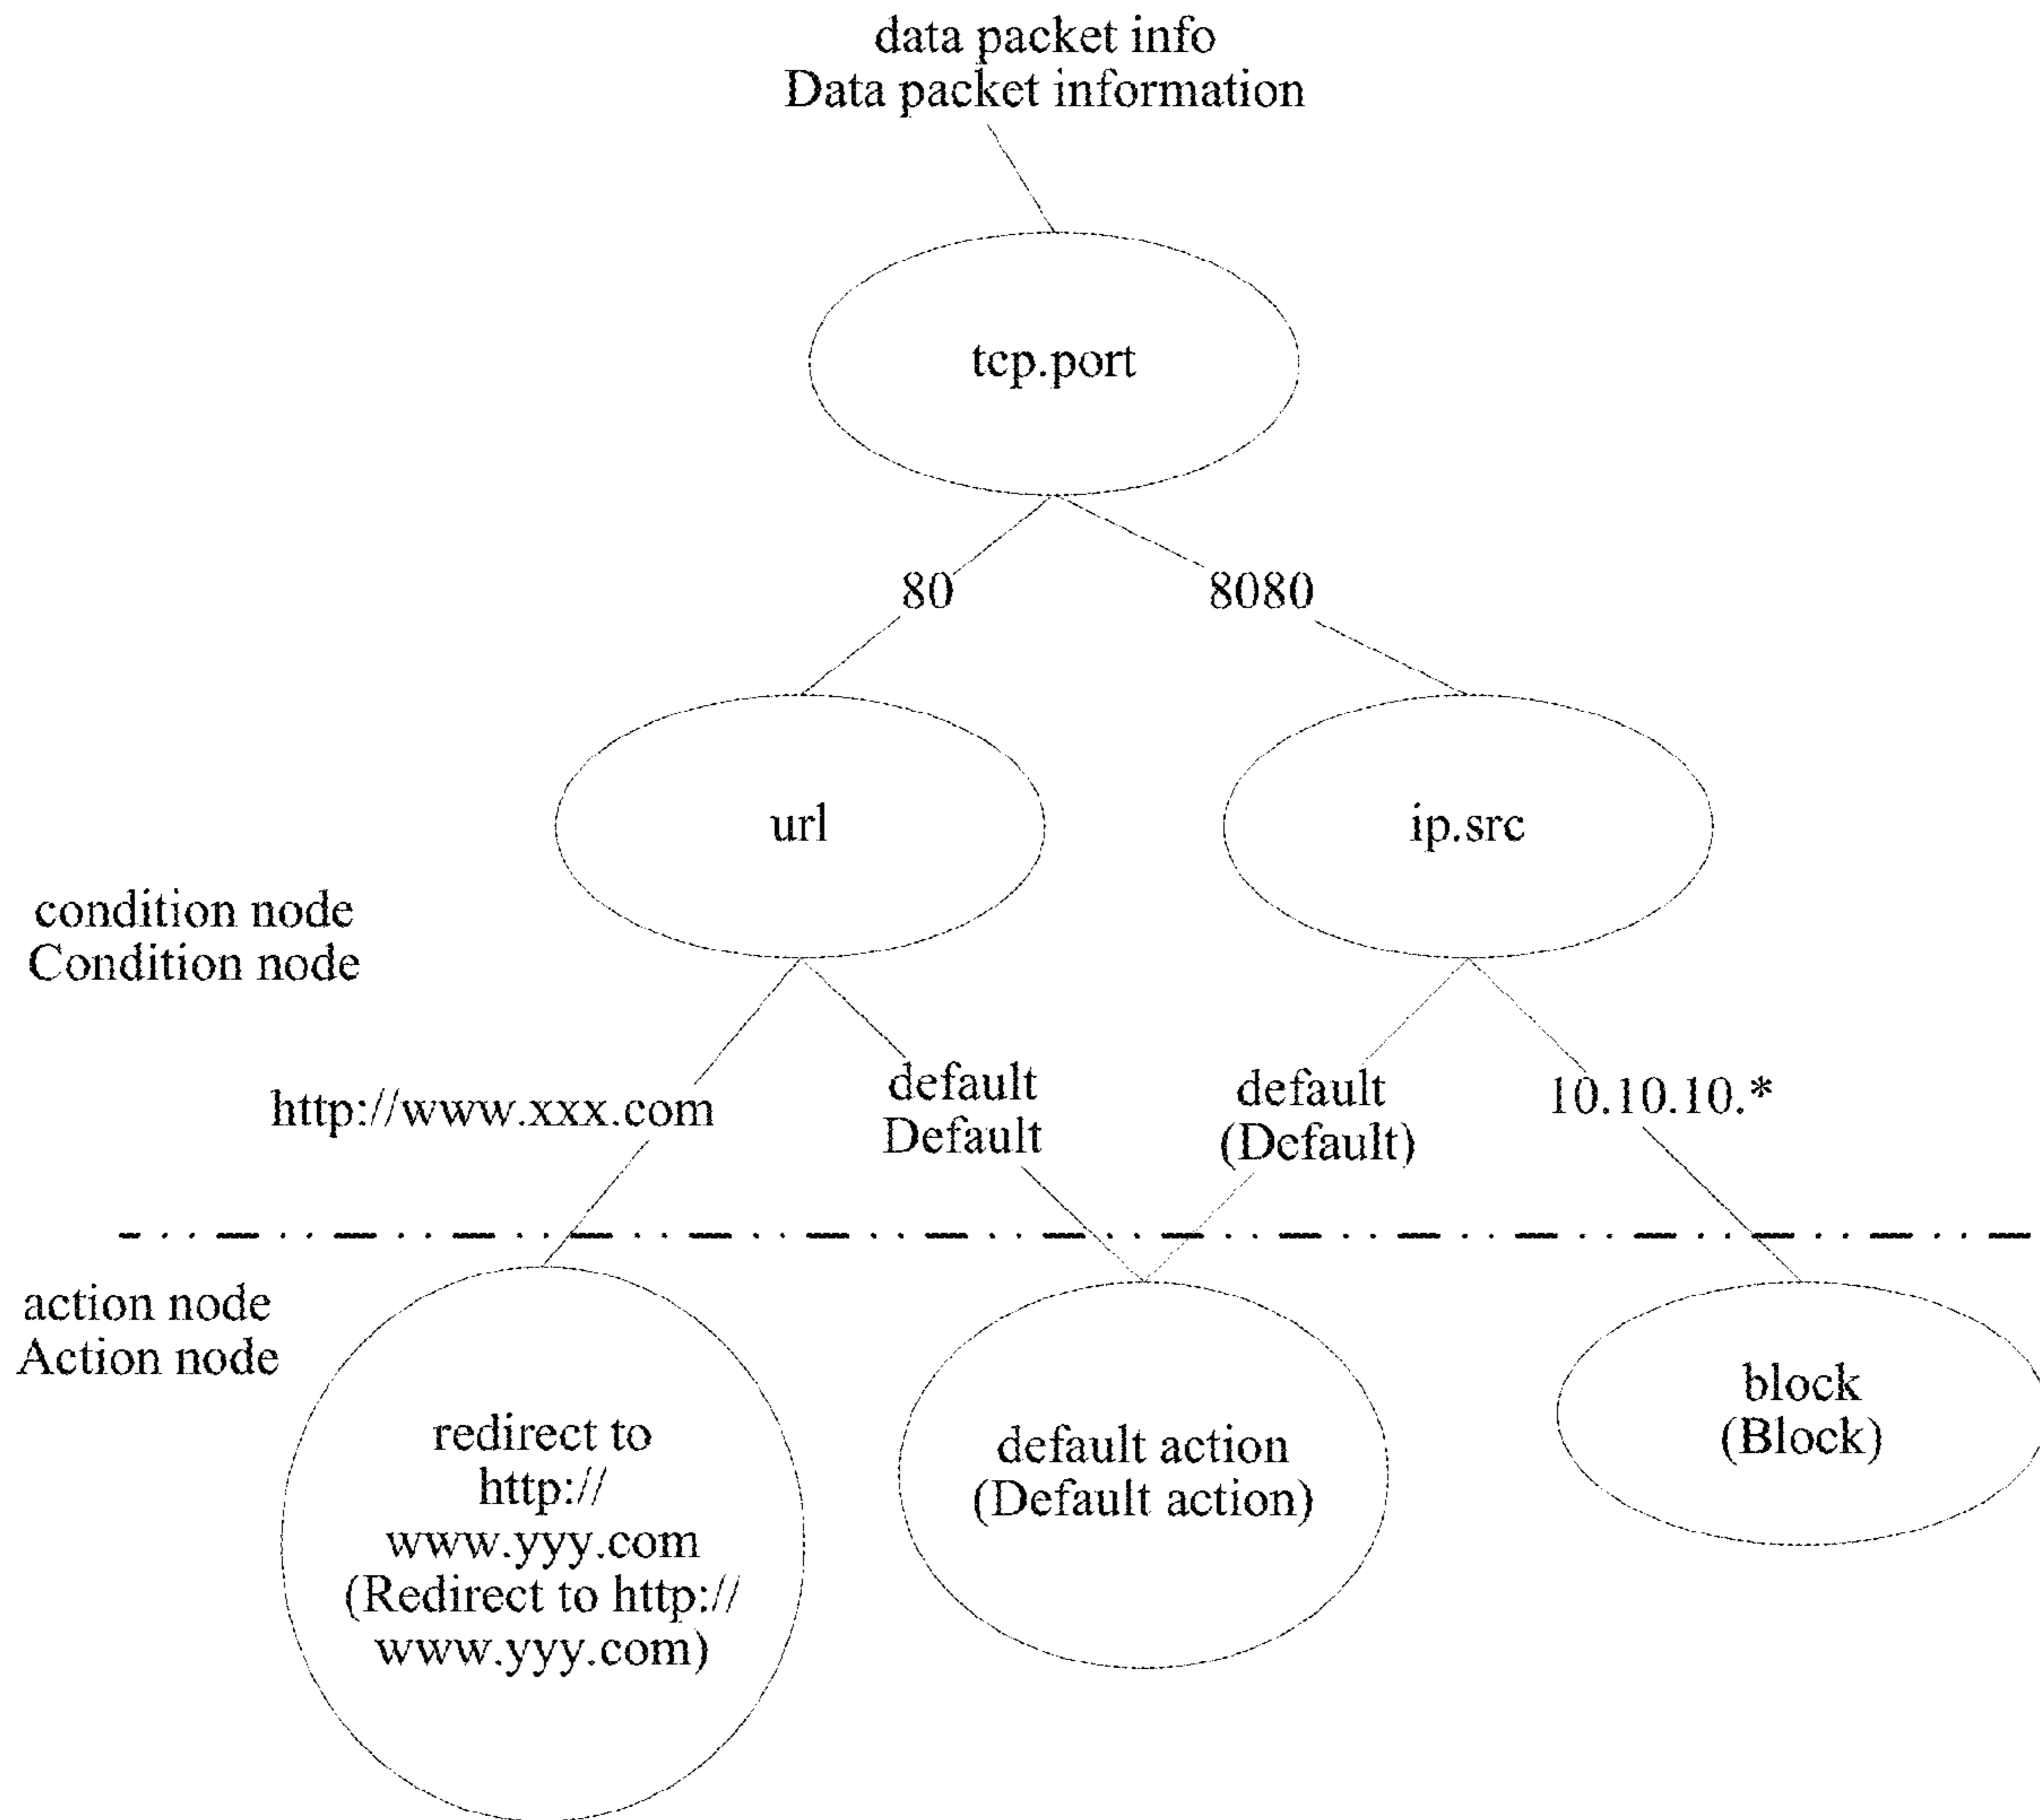 data packet info
Data packet information
tcp.port
80
8080
url
ip.src
condition node
Condition node
http://www.xxx.com
default
Default
default
(Default)
10.10.10.*
action node
Action node
redirect to
http://
www.yyy.com
(Redirect to http://
www.yyy.com)
default action
(Default action)
block
(Block)